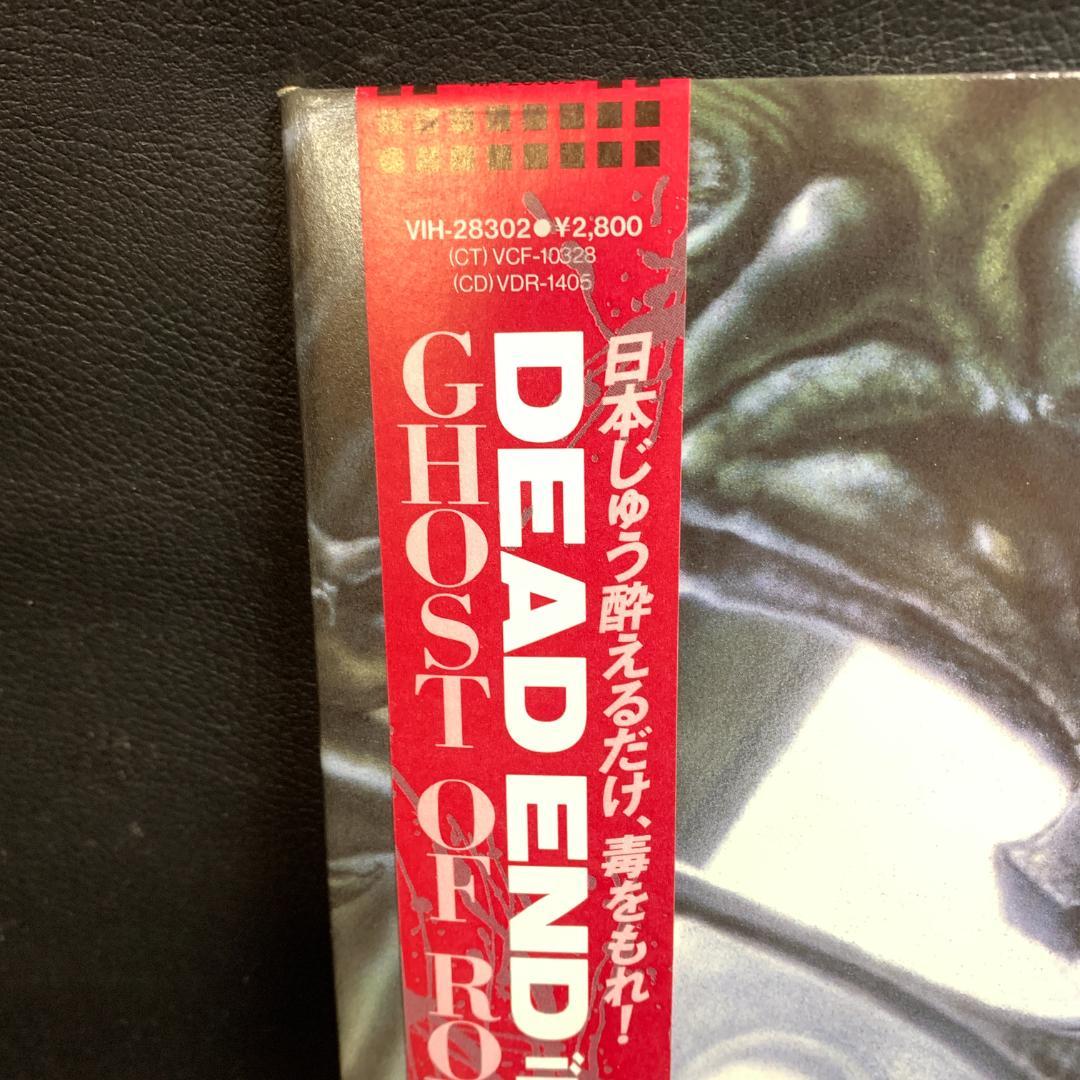 VIH-28302●¥2,800
(CT) VCF-10328
(CD) VDR-1405
日本じゅう酔えるだけ、毒をもれ!
DEAD END
GHOST OF RO